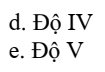 d. Độ IV
e. Độ V